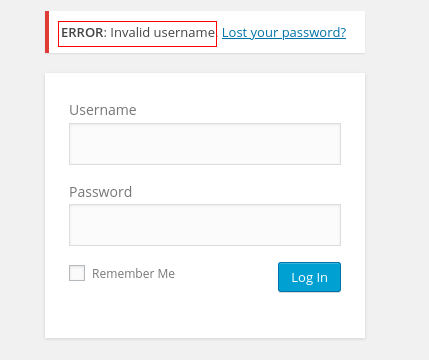 ERROR: Invalid username. Lost your password?
Username
Password
Remember Me
Log In